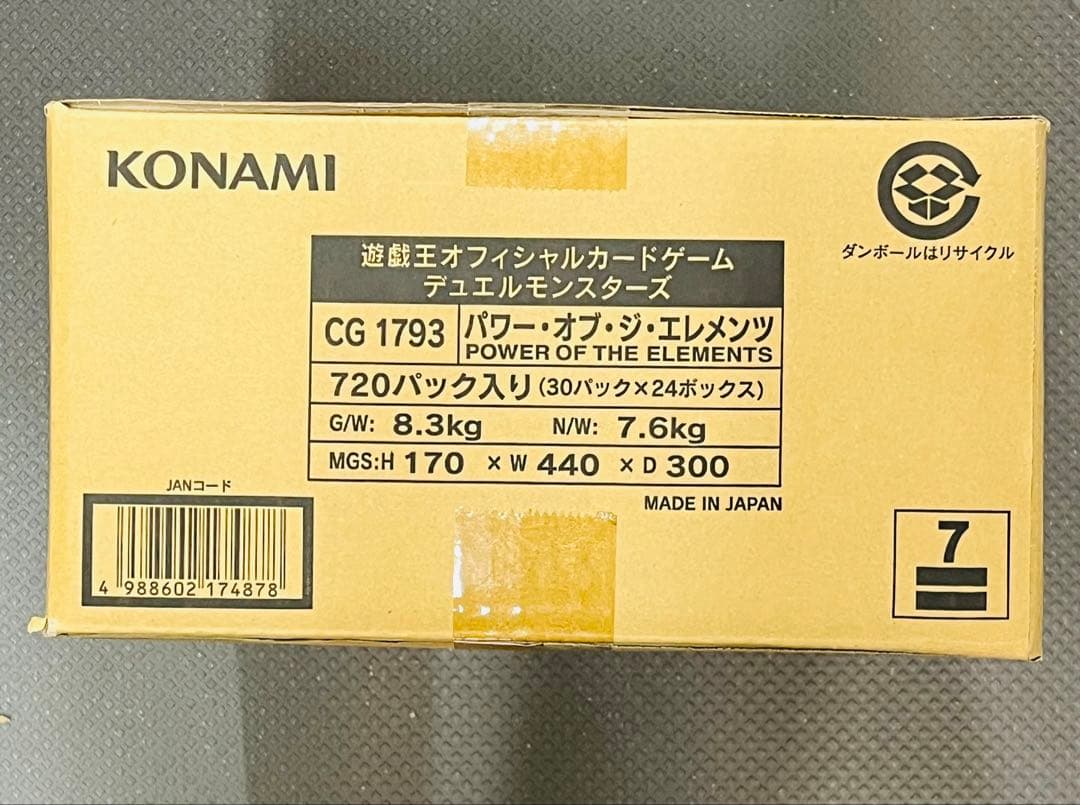 KONAMI
ダンボールはリサイクル
遊戯王オフィシャルカードゲーム
デュエルモンスターズ
CG 1793
パワー・オブ・ジ・エレメンツ
POWER OF THE ELEMENTS
720パック入り(30パック×24ボックス)
G/W: 8.3kg N/W: 7.6kg
MGS:H 170 × W 440 × D 300
MADE IN JAPAN
JANコード
4 988602 174878
7